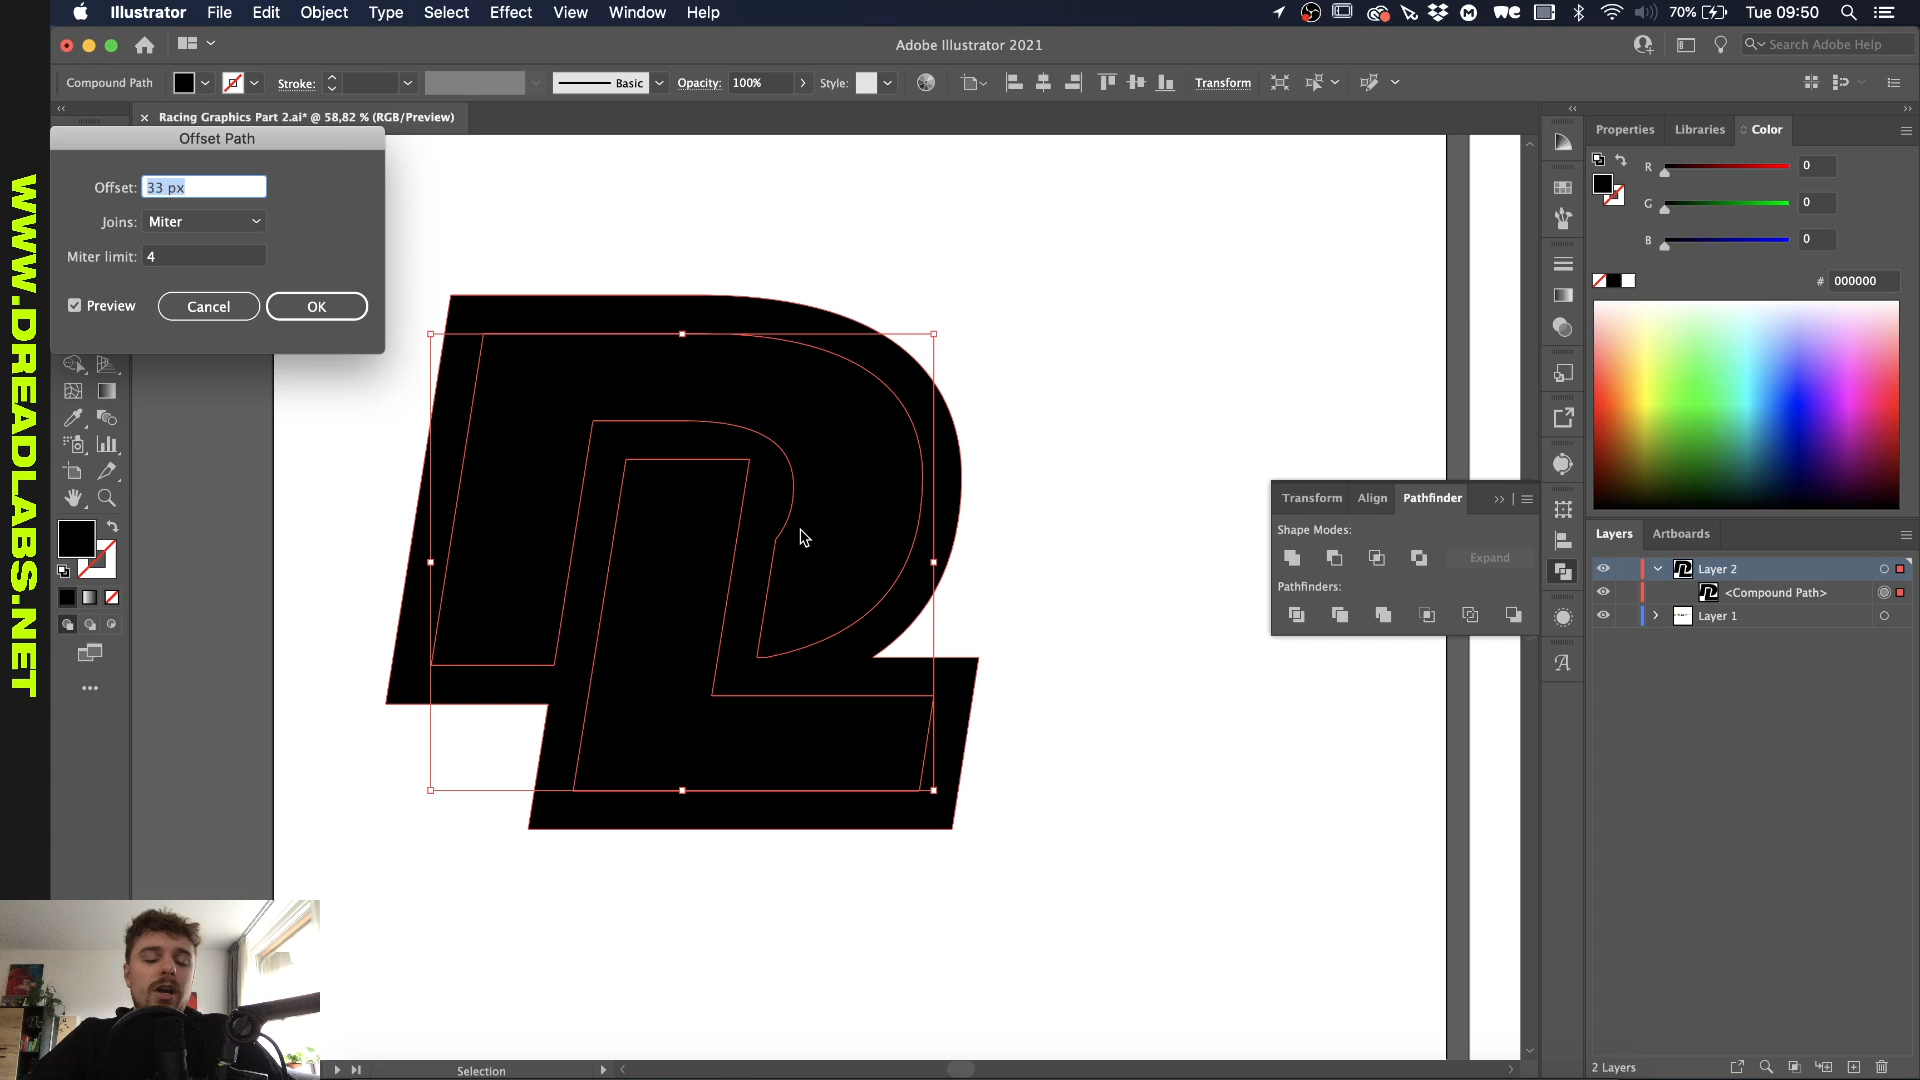 Illustrator File Edit Object Type Select Effect View Window Help
70% Tue 09:50
Adobe Illustrator 2021
Search Adobe Help
Compound Path Stroke: Basic Opacity: 100% Style: Transform
Racing Graphics Part 2.ai* @ 58,82 % (RGB/Preview)
Offset Path
Offset: 33 px
Joins: Miter
Miter limit: 4
Preview Cancel OK
WWW.DREADLABS.NET
Properties Libraries Color
R 0
G 0
B 0
# 000000
Transform Align Pathfinder
Shape Modes:
Expand
Pathfinders:
Layers Artboards
Layer 2
<Compound Path>
Layer 1
2 Layers
Selection